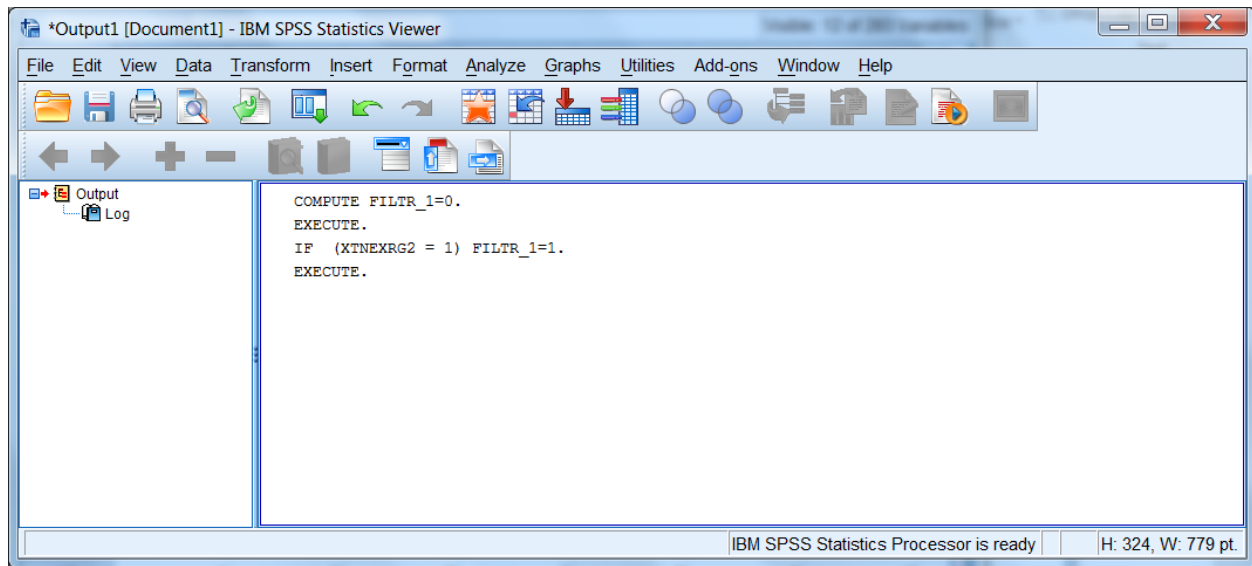 *Output1 [Document1] - IBM SPSS Statistics Viewer
File Edit View Data Transform Insert Format Analyze Graphs Utilities Add-ons Window Help
Output
Log
COMPUTE FILTR_1=0.
EXECUTE.
IF (XTNEXRG2 = 1) FILTR_1=1.
EXECUTE.
IBM SPSS Statistics Processor is ready
H: 324, W: 779 pt.